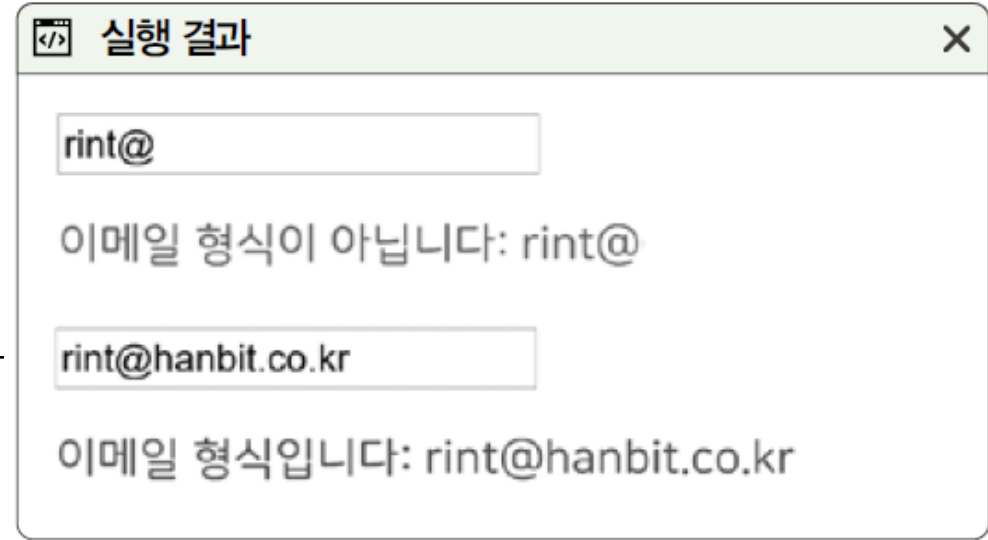 실행 결과
rint@
이메일 형식이 아닙니다: rint@
rint@hanbit.co.kr
이메일 형식입니다: rint@hanbit.co.kr